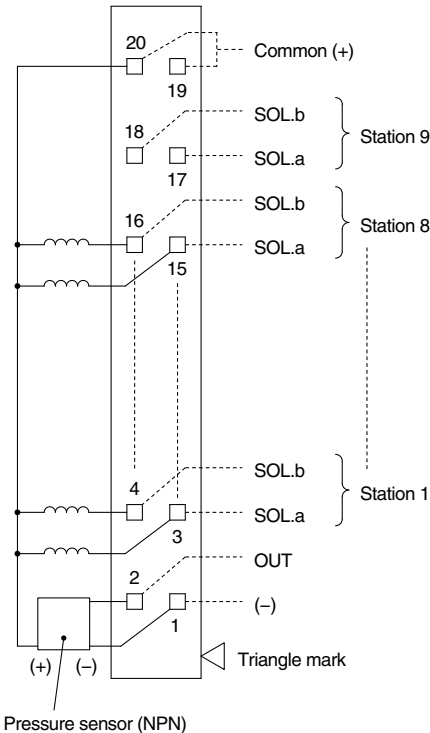 20
Common (+)
19
18
SOL.b
SOL.a
Station 9
17
16
SOL.b
SOL.a
Station 8
15
4
SOL.b
SOL.a
Station 1
3
2
OUT
(–)
1
Triangle mark
(+) (–)
Pressure sensor (NPN)